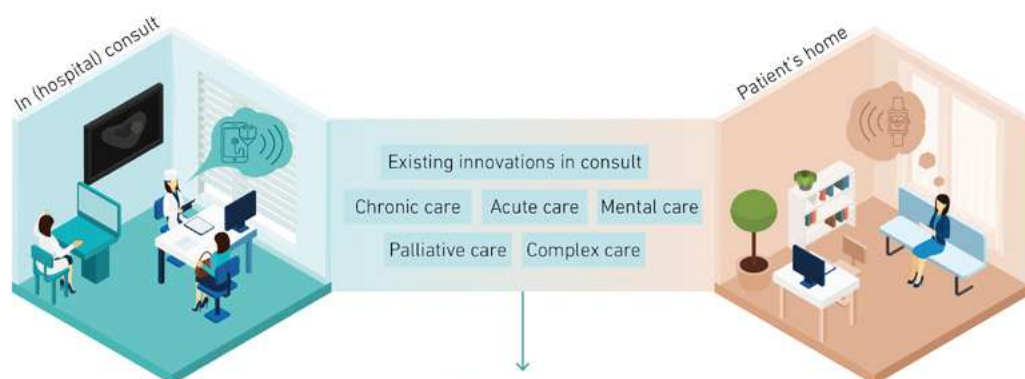 In (hospital) consult
Patient's home
Existing innovations in consult
Chronic care
Acute care
Mental care
Palliative care
Complex care